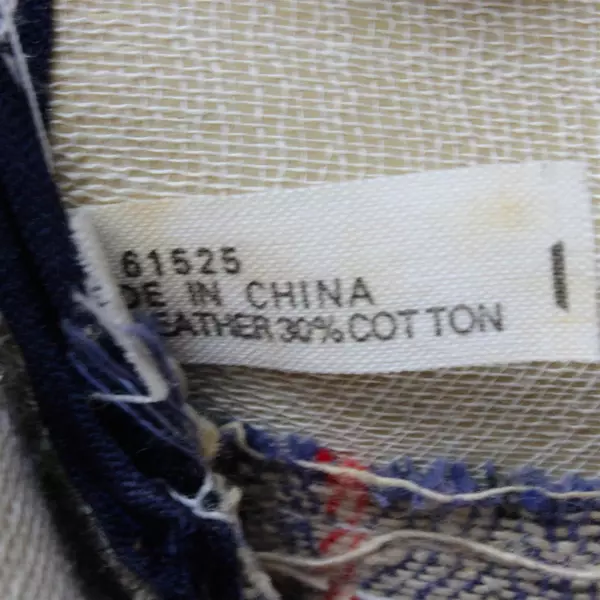 61525
DE IN CHINA
EATHER 30% COTTON